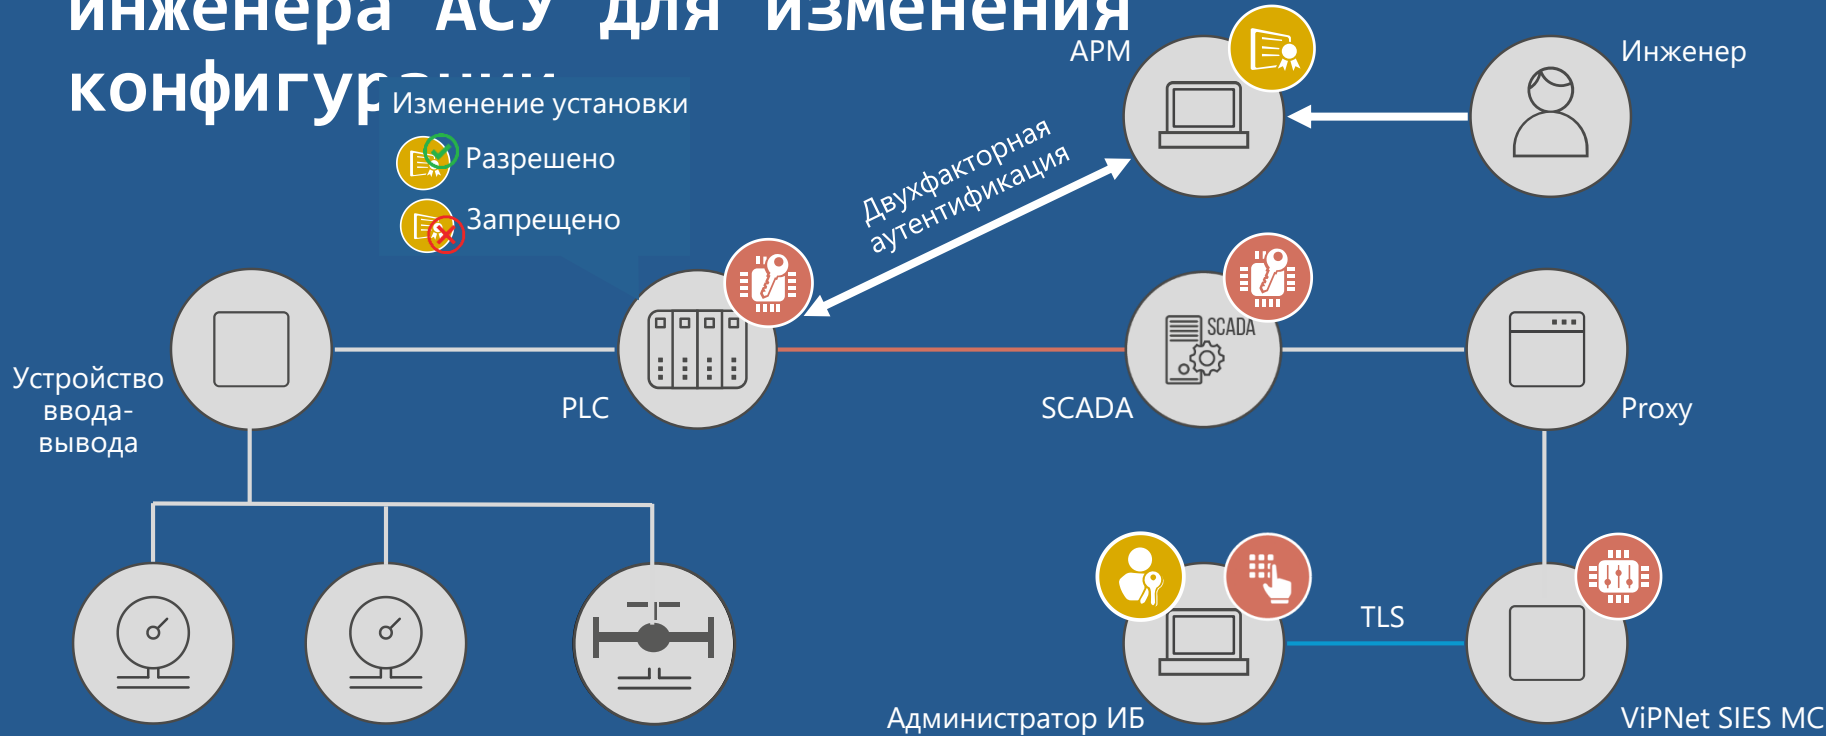 инженера АСУ для изменения
АРМ
Инженер
Изменение установки
Разрешено
Запрещено
Двухфакторная
аутентификация
SCADA
Устройство
ввода-
вывода
PLC
SCADA
Proxy
TLS
Администратор ИБ
ViPNet SIES MC